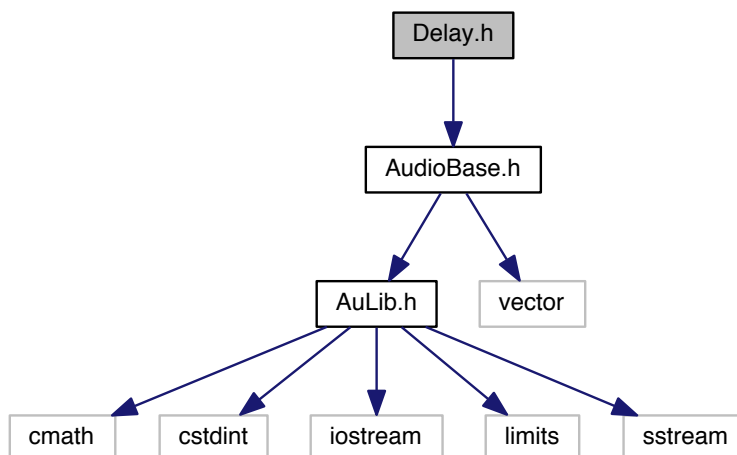 Delay.h
AudioBase.h
AuLib.h
vector
cmath
cstdint
iostream
limits
sstream